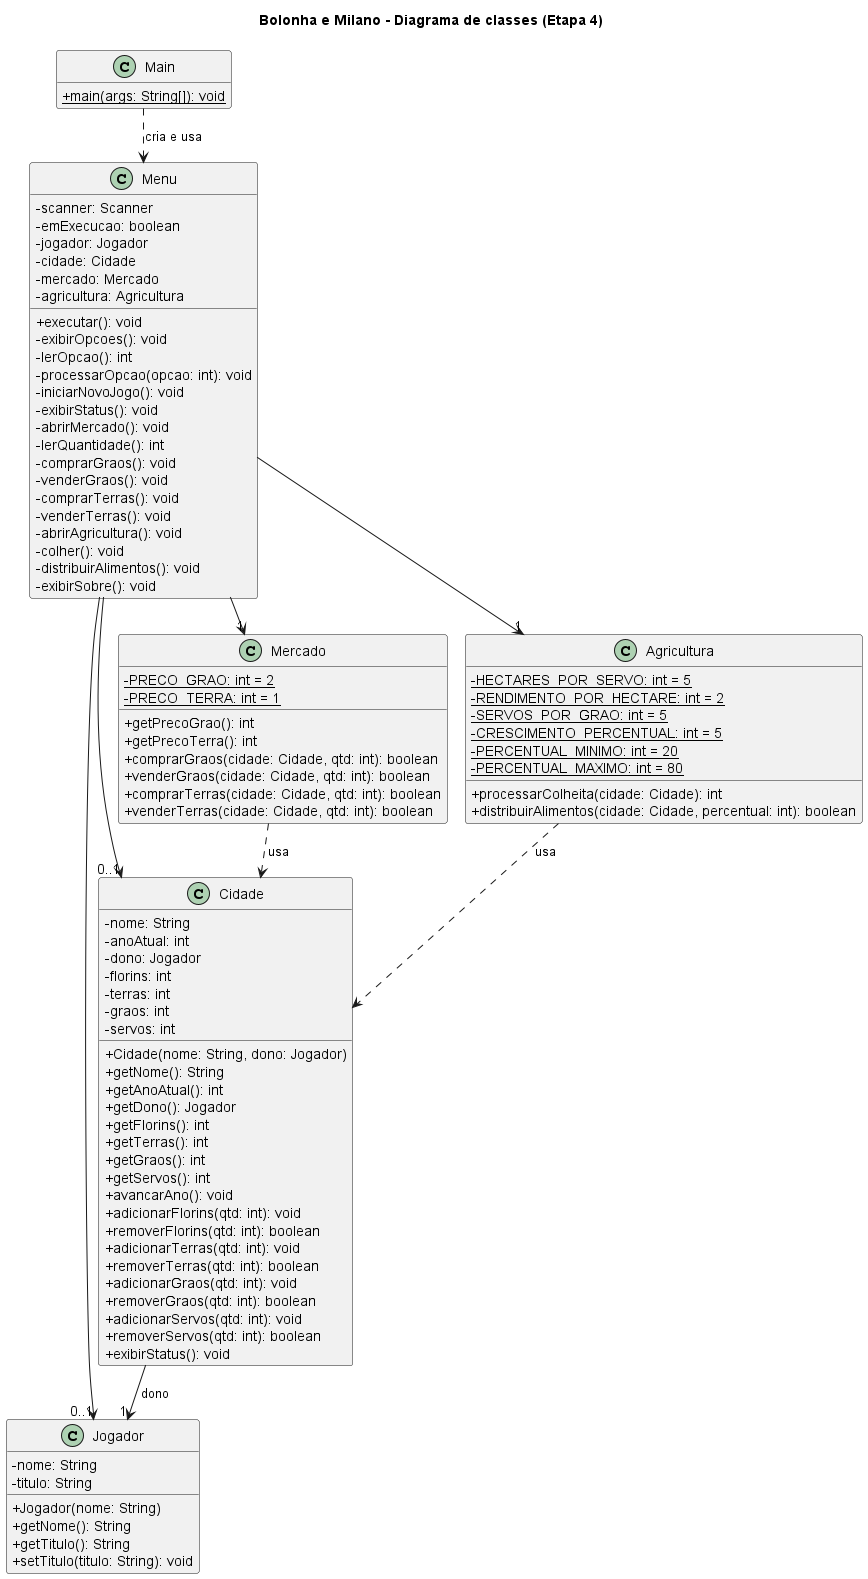 Bolonha e Milano - Diagrama de classes (Etapa 4)
C Main
+main(args: String[]): void
cria e usa
C Menu
-scanner: Scanner
-emExecucao: boolean
-jogador: Jogador
-cidade: Cidade
-mercado: Mercado
-agricultura: Agricultura
+executar(): void
-exibirOpcoes(): void
-lerOpcao(): int
-processarOpcao(opcao: int): void
-iniciarNovoJogo(): void
-exibirStatus(): void
-abrirMercado(): void
-lerQuantidade(): int
-comprarGraos(): void
-venderGraos(): void
-comprarTerras(): void
-venderTerras(): void
-abrirAgricultura(): void
-colher(): void
-distribuirAlimentos(): void
-exibirSobre(): void
1
1
C Mercado
-PRECO_GRAO: int = 2
-PRECO_TERRA: int = 1
+getPrecoGrao(): int
+getPrecoTerra(): int
+comprarGraos(cidade: Cidade, qtd: int): boolean
+venderGraos(cidade: Cidade, qtd: int): boolean
+comprarTerras(cidade: Cidade, qtd: int): boolean
+venderTerras(cidade: Cidade, qtd: int): boolean
C Agricultura
-HECTARES_POR_SERVO: int = 5
-RENDIMENTO_POR_HECTARE: int = 2
-SERVOS_POR_GRAO: int = 5
-CRESCIMENTO_PERCENTUAL: int = 5
-PERCENTUAL_MINIMO: int = 20
-PERCENTUAL_MAXIMO: int = 80
+processarColheita(cidade: Cidade): int
+distribuirAlimentos(cidade: Cidade, percentual: int): boolean
usa
usa
0..1
C Cidade
-nome: String
-anoAtual: int
-dono: Jogador
-florins: int
-terras: int
-graos: int
-servos: int
+Cidade(nome: String, dono: Jogador)
+getNome(): String
+getAnoAtual(): int
+getDono(): Jogador
+getFlorins(): int
+getTerras(): int
+getGraos(): int
+getServos(): int
+avancarAno(): void
+adicionarFlorins(qtd: int): void
+removerFlorins(qtd: int): boolean
+adicionarTerras(qtd: int): void
+removerTerras(qtd: int): boolean
+adicionarGraos(qtd: int): void
+removerGraos(qtd: int): boolean
+adicionarServos(qtd: int): void
+removerServos(qtd: int): boolean
+exibirStatus(): void
dono
0..1
1
C Jogador
-nome: String
-titulo: String
+Jogador(nome: String)
+getNome(): String
+getTitulo(): String
+setTitulo(titulo: String): void